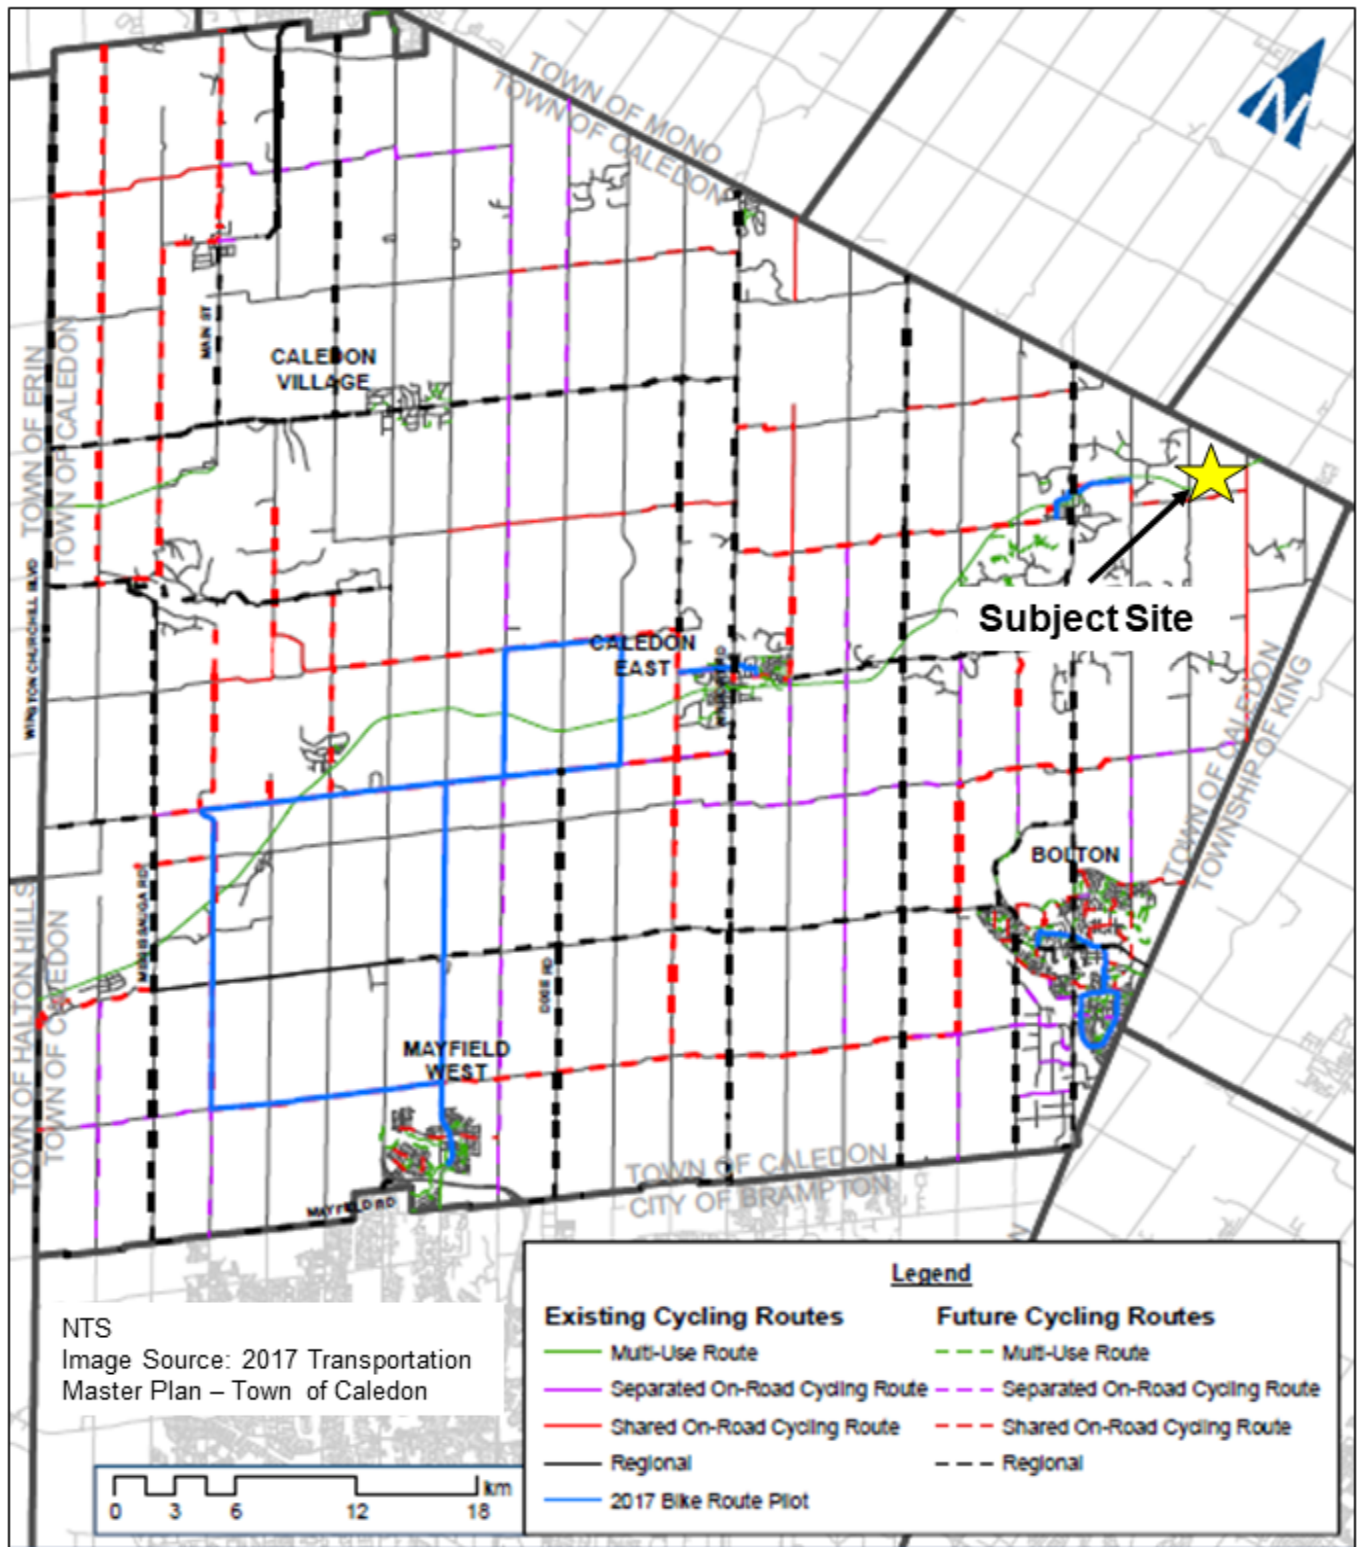 TOWN OF MONO
TOWN OF CALEDON
N
MAIN ST
CALEDON
VILLAGE
TOWN OF ERIN
TOWN OF CALEDON
WINSTON CHURCHILL BLVD
Subject Site
CALEDON
EAST
TOWN OF CALEDON
TOWNSHIP OF KING
BOLTON
MISSISSAUGA RD
TOWN OF HALTON HILLS
TOWN OF CALEDON
DIXIE RD
MAYFIELD
WEST
TOWN OF CALEDON
CITY OF BRAMPTON
MAYFIELD RD
N
Legend
Existing Cycling Routes
Multi-Use Route
Separated On-Road Cycling Route
Shared On-Road Cycling Route
Regional
2017 Bike Route Pilot
Future Cycling Routes
Multi-Use Route
Separated On-Road Cycling Route
Shared On-Road Cycling Route
Regional
NTS
Image Source: 2017 Transportation
Master Plan – Town of Caledon
km
0 3 6 12 18